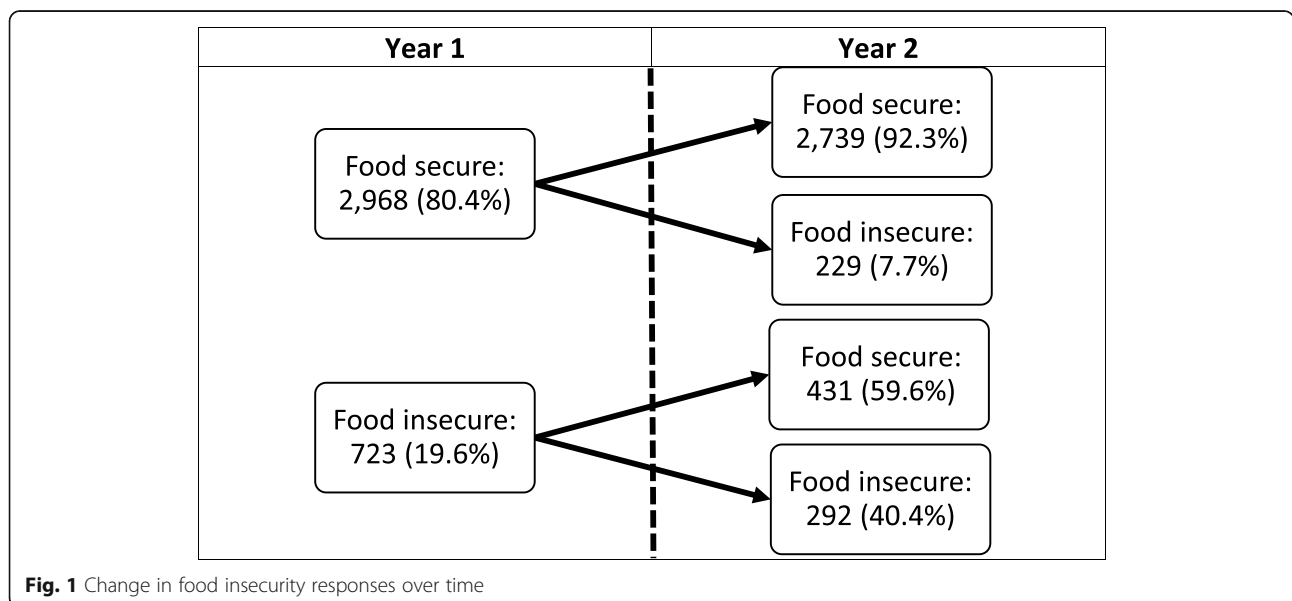 Year 1
Year 2
Food secure:
2,968 (80.4%)
Food secure:
2,739 (92.3%)
Food insecure:
229 (7.7%)
Food insecure:
723 (19.6%)
Food secure:
431 (59.6%)
Food insecure:
292 (40.4%)
Fig. 1 Change in food insecurity responses over time